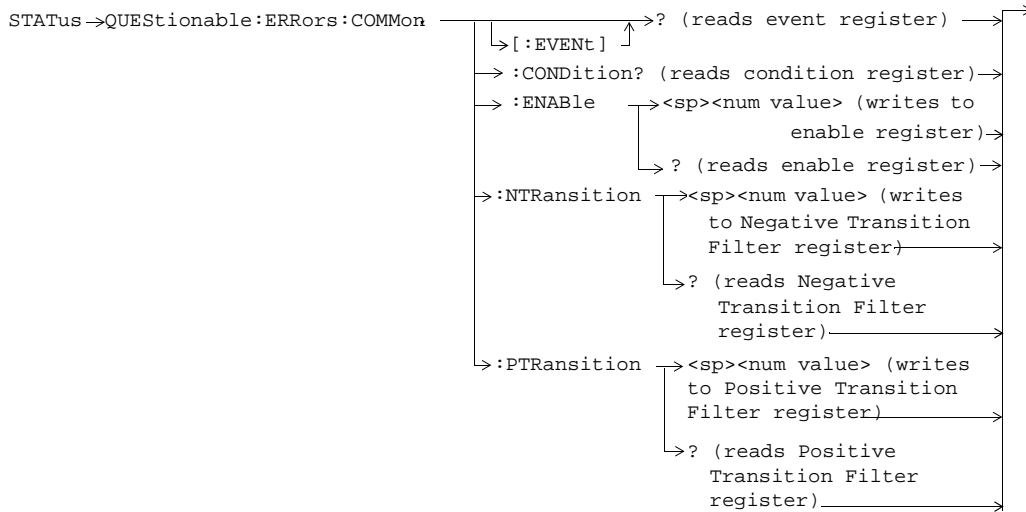 STATus QUEStionable:ERRors:COMMon ? (reads event register)
[:EVENt]
:CONDition? (reads condition register)
:ENABle <sp><num value> (writes to
enable register)
? (reads enable register)
:NTRansition <sp><num value> (writes
to Negative Transition
Filter register)
? (reads Negative
Transition Filter
register)
:PTRansition <sp><num value> (writes
to Positive Transition
Filter register)
? (reads Positive
Transition Filter
register)